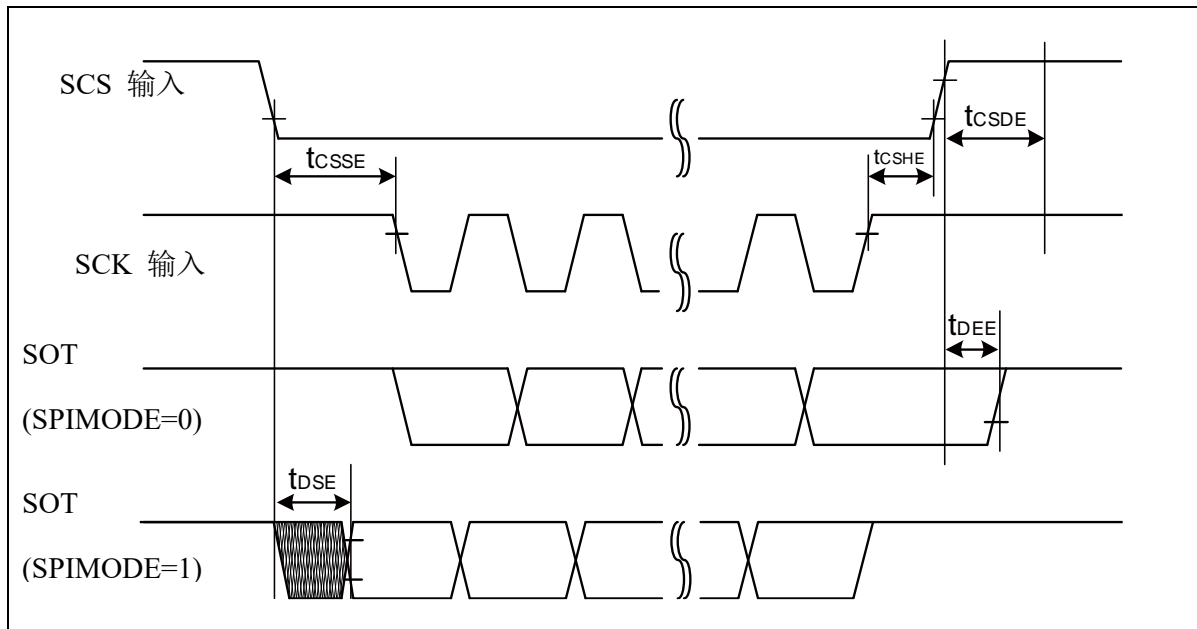 SCS 输入
tCSDE
tCSSE
tCSHE
SCK 输入
tDEE
SOT
(SPIMODE=0)
tDSE
SOT
(SPIMODE=1)